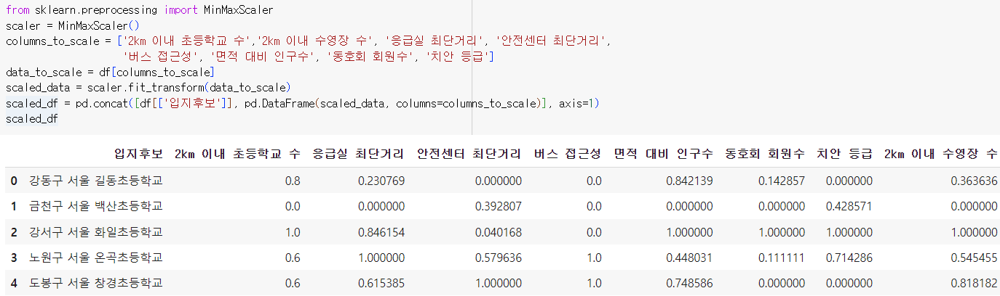 from sklearn.preprocessing import MinMaxScaler
scaler = MinMaxScaler()
columns_to_scale = ['2km 이내 초등학교 수','2km 이내 수영장 수', '응급실 최단거리', '안전센터 최단거리',
'버스 접근성', '면적 대비 인구수', '동호회 회원수', '치안 등급']
data_to_scale = df[columns_to_scale]
scaled_data = scaler.fit_transform(data_to_scale)
scaled_df = pd.concat([df[['입지후보']], pd.DataFrame(scaled_data, columns=columns_to_scale)], axis=1)
scaled_df
입지후보 2km 이내 초등학교 수 응급실 최단거리 안전센터 최단거리 버스 접근성 면적 대비 인구수 동호회 회원수 치안 등급 2km 이내 수영장 수
0 강동구 서울 길동초등학교 0.8 0.230769 0.000000 0.0 0.842139 0.142857 0.000000 0.363636
1 금천구 서울 백산초등학교 0.0 0.000000 0.392807 0.0 0.000000 0.000000 0.428571 0.000000
2 강서구 서울 화일초등학교 1.0 0.846154 0.040168 0.0 1.000000 1.000000 1.000000 1.000000
3 노원구 서울 온곡초등학교 0.6 1.000000 0.579636 1.0 0.448031 0.111111 0.714286 0.545455
4 도봉구 서울 창경초등학교 0.6 0.615385 1.000000 1.0 0.748586 0.000000 0.000000 0.818182